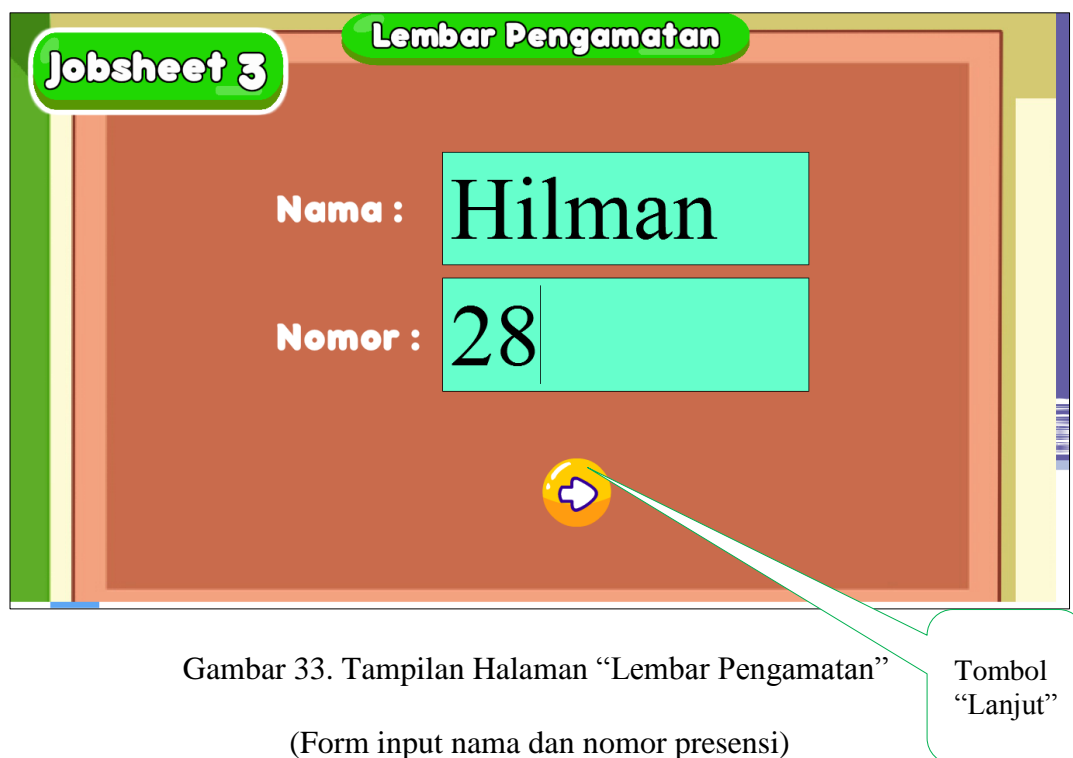 Lembar Pengamatan
Jobsheet 3
Nama : Hilman
Nomor : 28
Gambar 33. Tampilan Halaman “Lembar Pengamatan”
(Form input nama dan nomor presensi)
Tombol
“Lanjut”